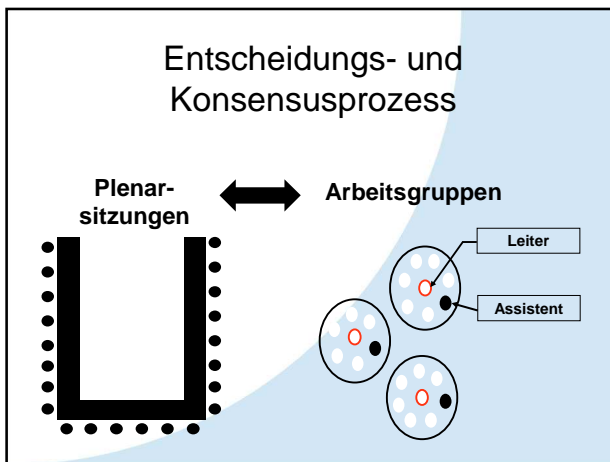 Entscheidungs- und
Konsensusprozess
Plenar-
sitzungen
Arbeitsgruppen
Leiter
Assistent